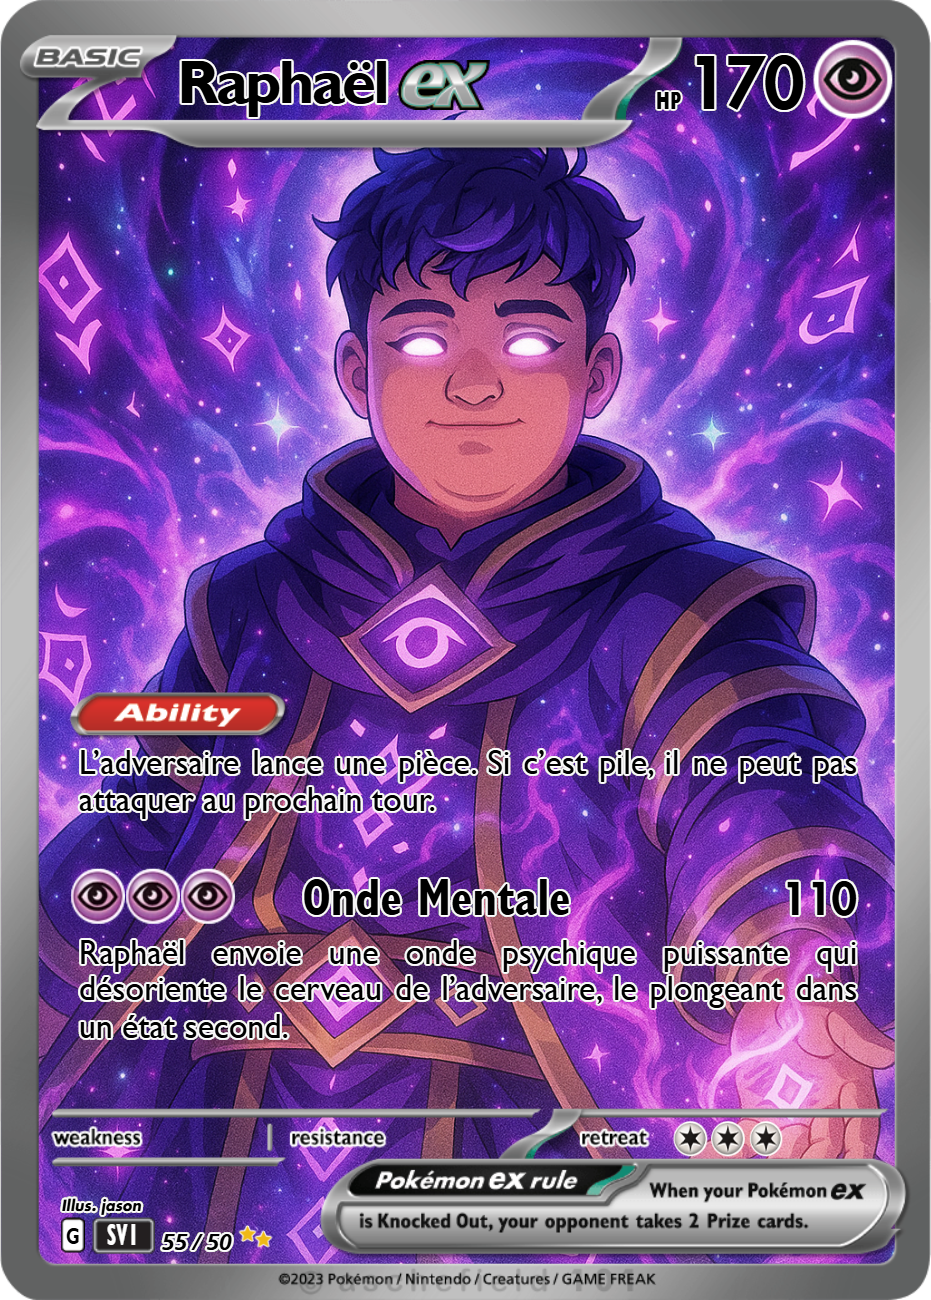 BASIC
Raphaël ex HP 170
Ability
L'adversaire lance une pièce. Si c'est pile, il ne peut pas
attaquer au prochain tour.
Onde Mentale 110
Raphaël envoie une onde psychique puissante qui
désoriente le cerveau de l'adversaire, le plongeant dans
un état second.
weakness resistance retreat
Pokémon ex rule When your Pokémon ex
is Knocked Out, your opponent takes 2 Prize cards.
Illus. jason
G SVI 55 / 50
©2023 Pokémon / Nintendo / Creatures / GAME FREAK